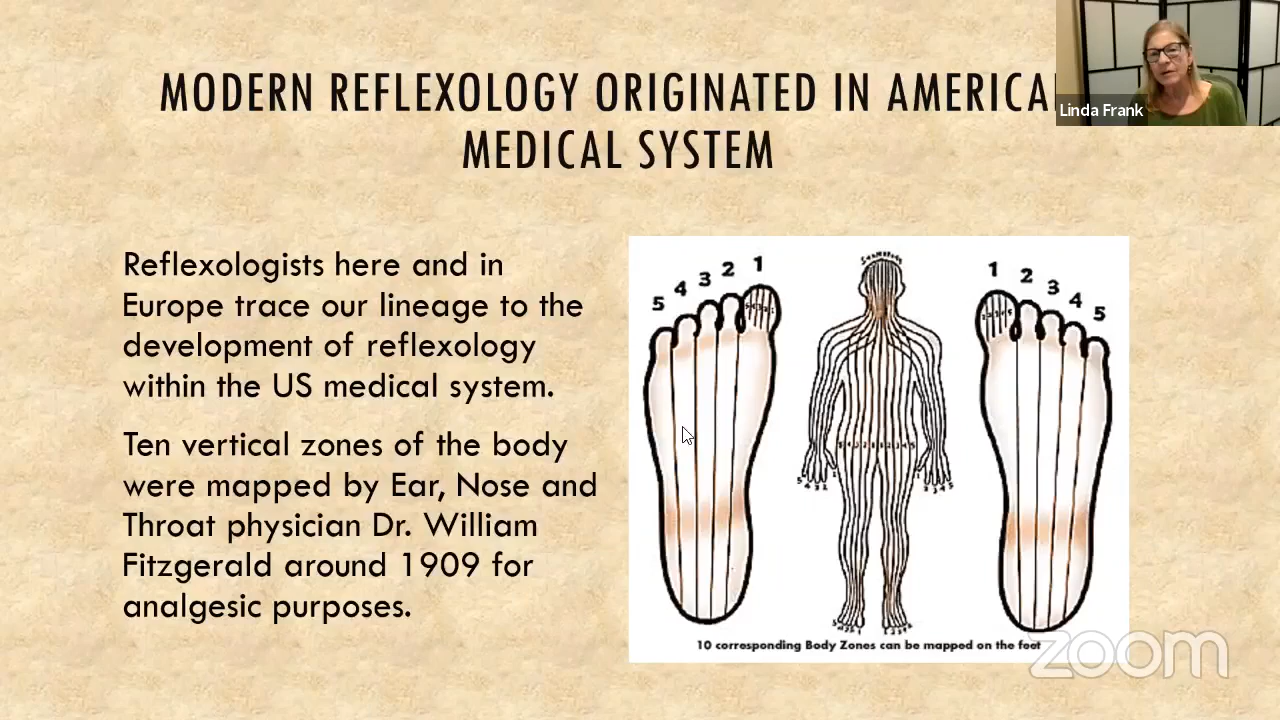 MODERN REFLEXOLOGY ORIGINATED IN AMERICA
MEDICAL SYSTEM
Linda Frank
Reflexologists here and in
Europe trace our lineage to the
development of reflexology
within the US medical system.
Ten vertical zones of the body
were mapped by Ear, Nose and
Throat physician Dr. William
Fitzgerald around 1909 for
analgesic purposes.
5 4 3 2 1
1 2 3 4 5
10 corresponding Body Zones can be mapped on the feet
zoom